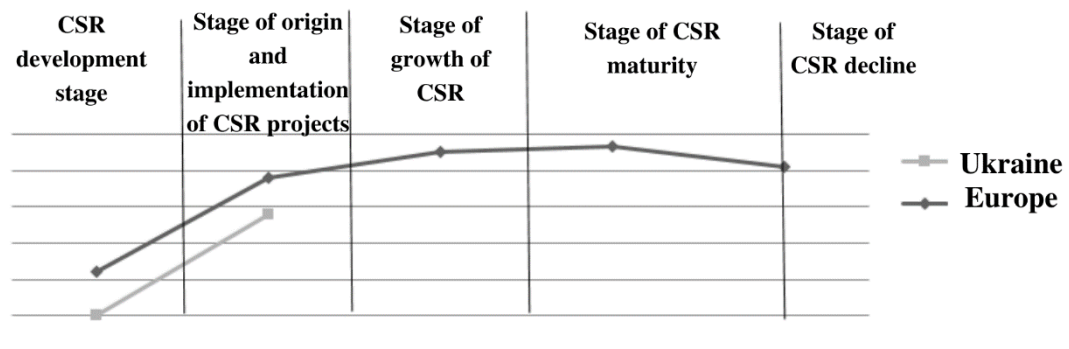 CSR
development
stage
Stage of origin
and
implementation
of CSR projects
Stage of
growth of
CSR
Stage of CSR
maturity
Stage of
CSR decline
Ukraine
Europe